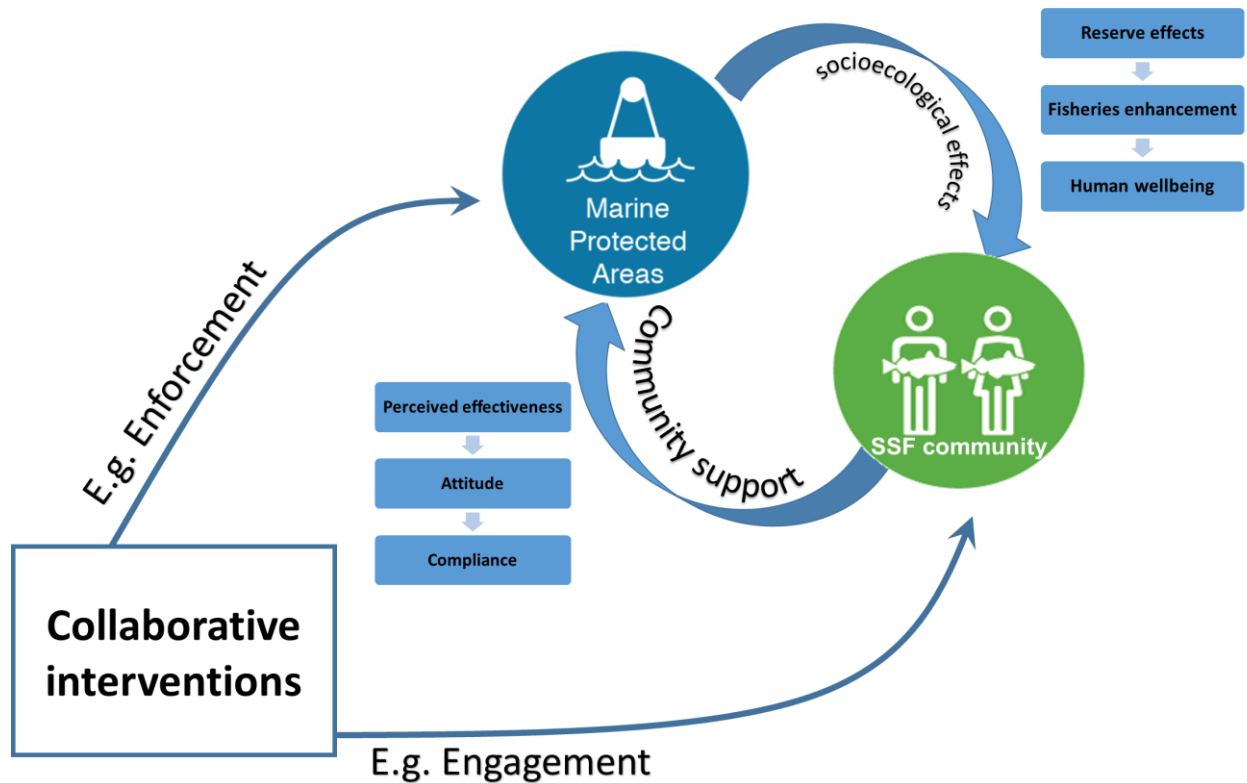 Marine
Protected
Areas
socioecological effects
Reserve effects
Fisheries enhancement
Human wellbeing
SSF community
Community support
Perceived effectiveness
Attitude
Compliance
E.g. Enforcement
Collaborative
interventions
E.g. Engagement